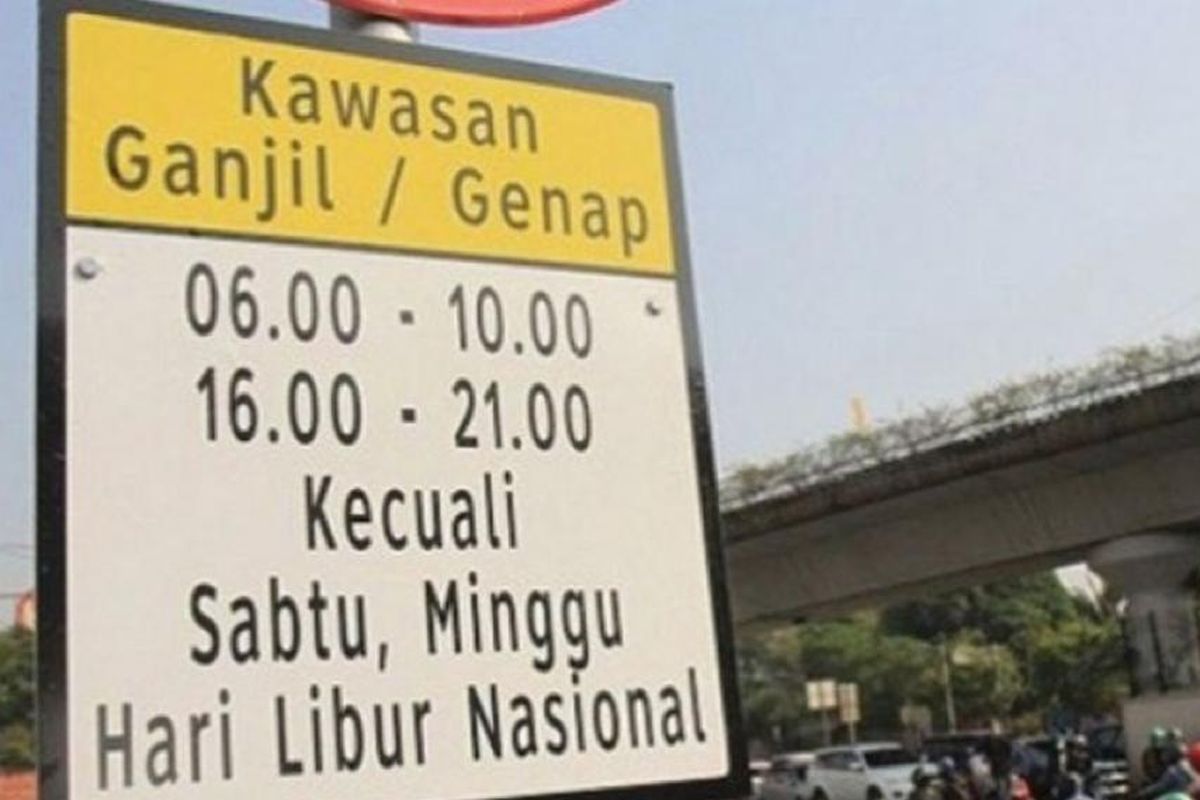 Kawasan
Ganjil / Genap
06.00 - 10.00
16.00 - 21.00
Kecuali
Sabtu, Minggu
Hari Libur Nasional